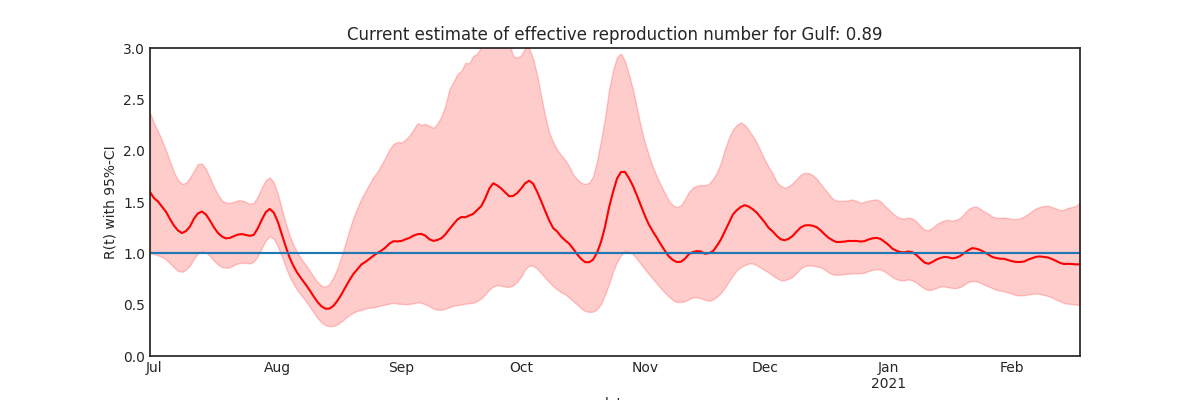 Current estimate of effective reproduction number for Gulf: 0.89
R(t) with 95%-CI
3.0
2.5
2.0
1.5
1.0
0.5
0.0
Jul Aug Sep Oct Nov Dec Jan Feb
2021